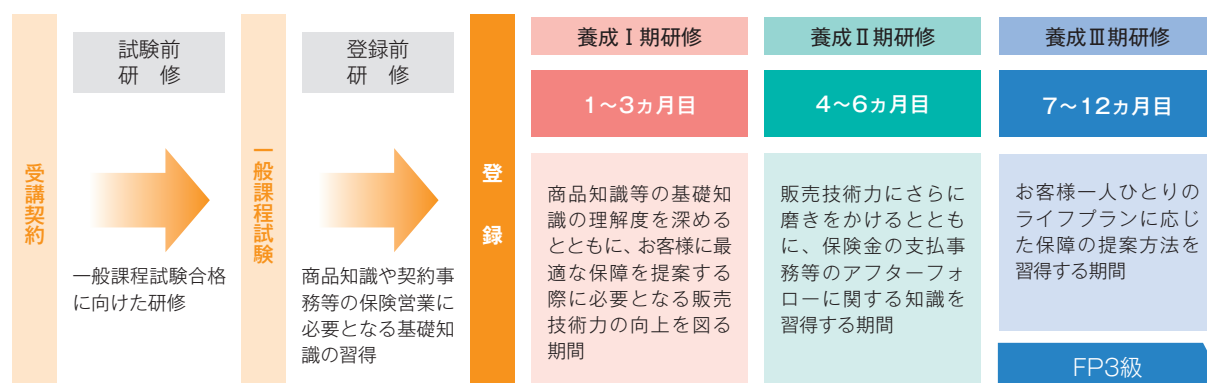 受講契約
試験前
研　修
一般課程試験合格
に向けた研修
一般課程試験
登録前
研　修
商品知識や契約事
務等の保険営業に
必要となる基礎知
識の習得
登　録
養成Ⅰ期研修
1〜3ヵ月目
商品知識等の基礎知
識の理解度を深める
とともに、お客様に最
適な保障を提案する
際に必要となる販売
技術力の向上を図る
期間
養成Ⅱ期研修
4〜6ヵ月目
販売技術力にさらに
磨きをかけるととも
に、保険金の支払事
務等のアフターフォ
ローに関する知識を
習得する期間
養成Ⅲ期研修
7〜12ヵ月目
お客様一人ひとりの
ライフプランに応じ
た保障の提案方法を
習得する期間
FP3級